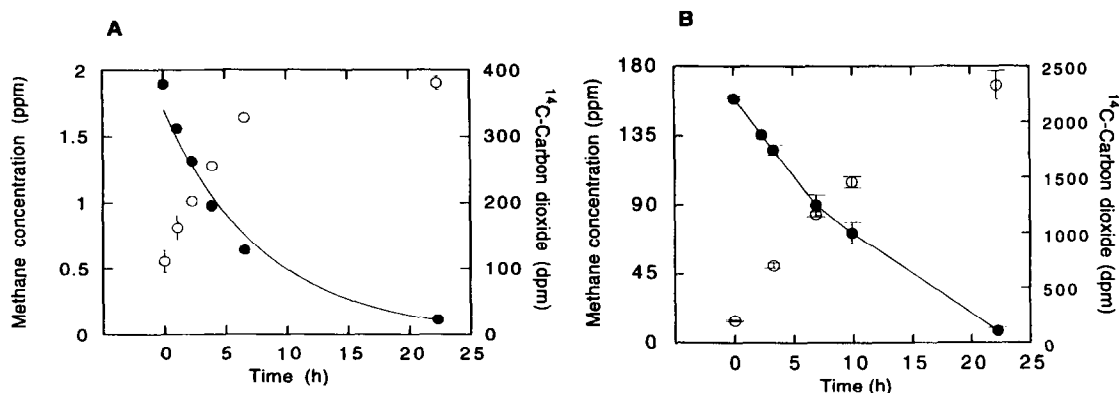 A
Methane concentration (ppm)
2
1.5
1
0.5
0
400
300
200
100
0
¹⁴C-Carbon dioxide (dpm)
0 5 10 15 20 25
Time (h)
B
Methane concentration (ppm)
180
135
90
45
0
2500
2000
1500
1000
500
0
¹⁴C-Carbon dioxide (dpm)
0 5 10 15 20 25
Time (h)